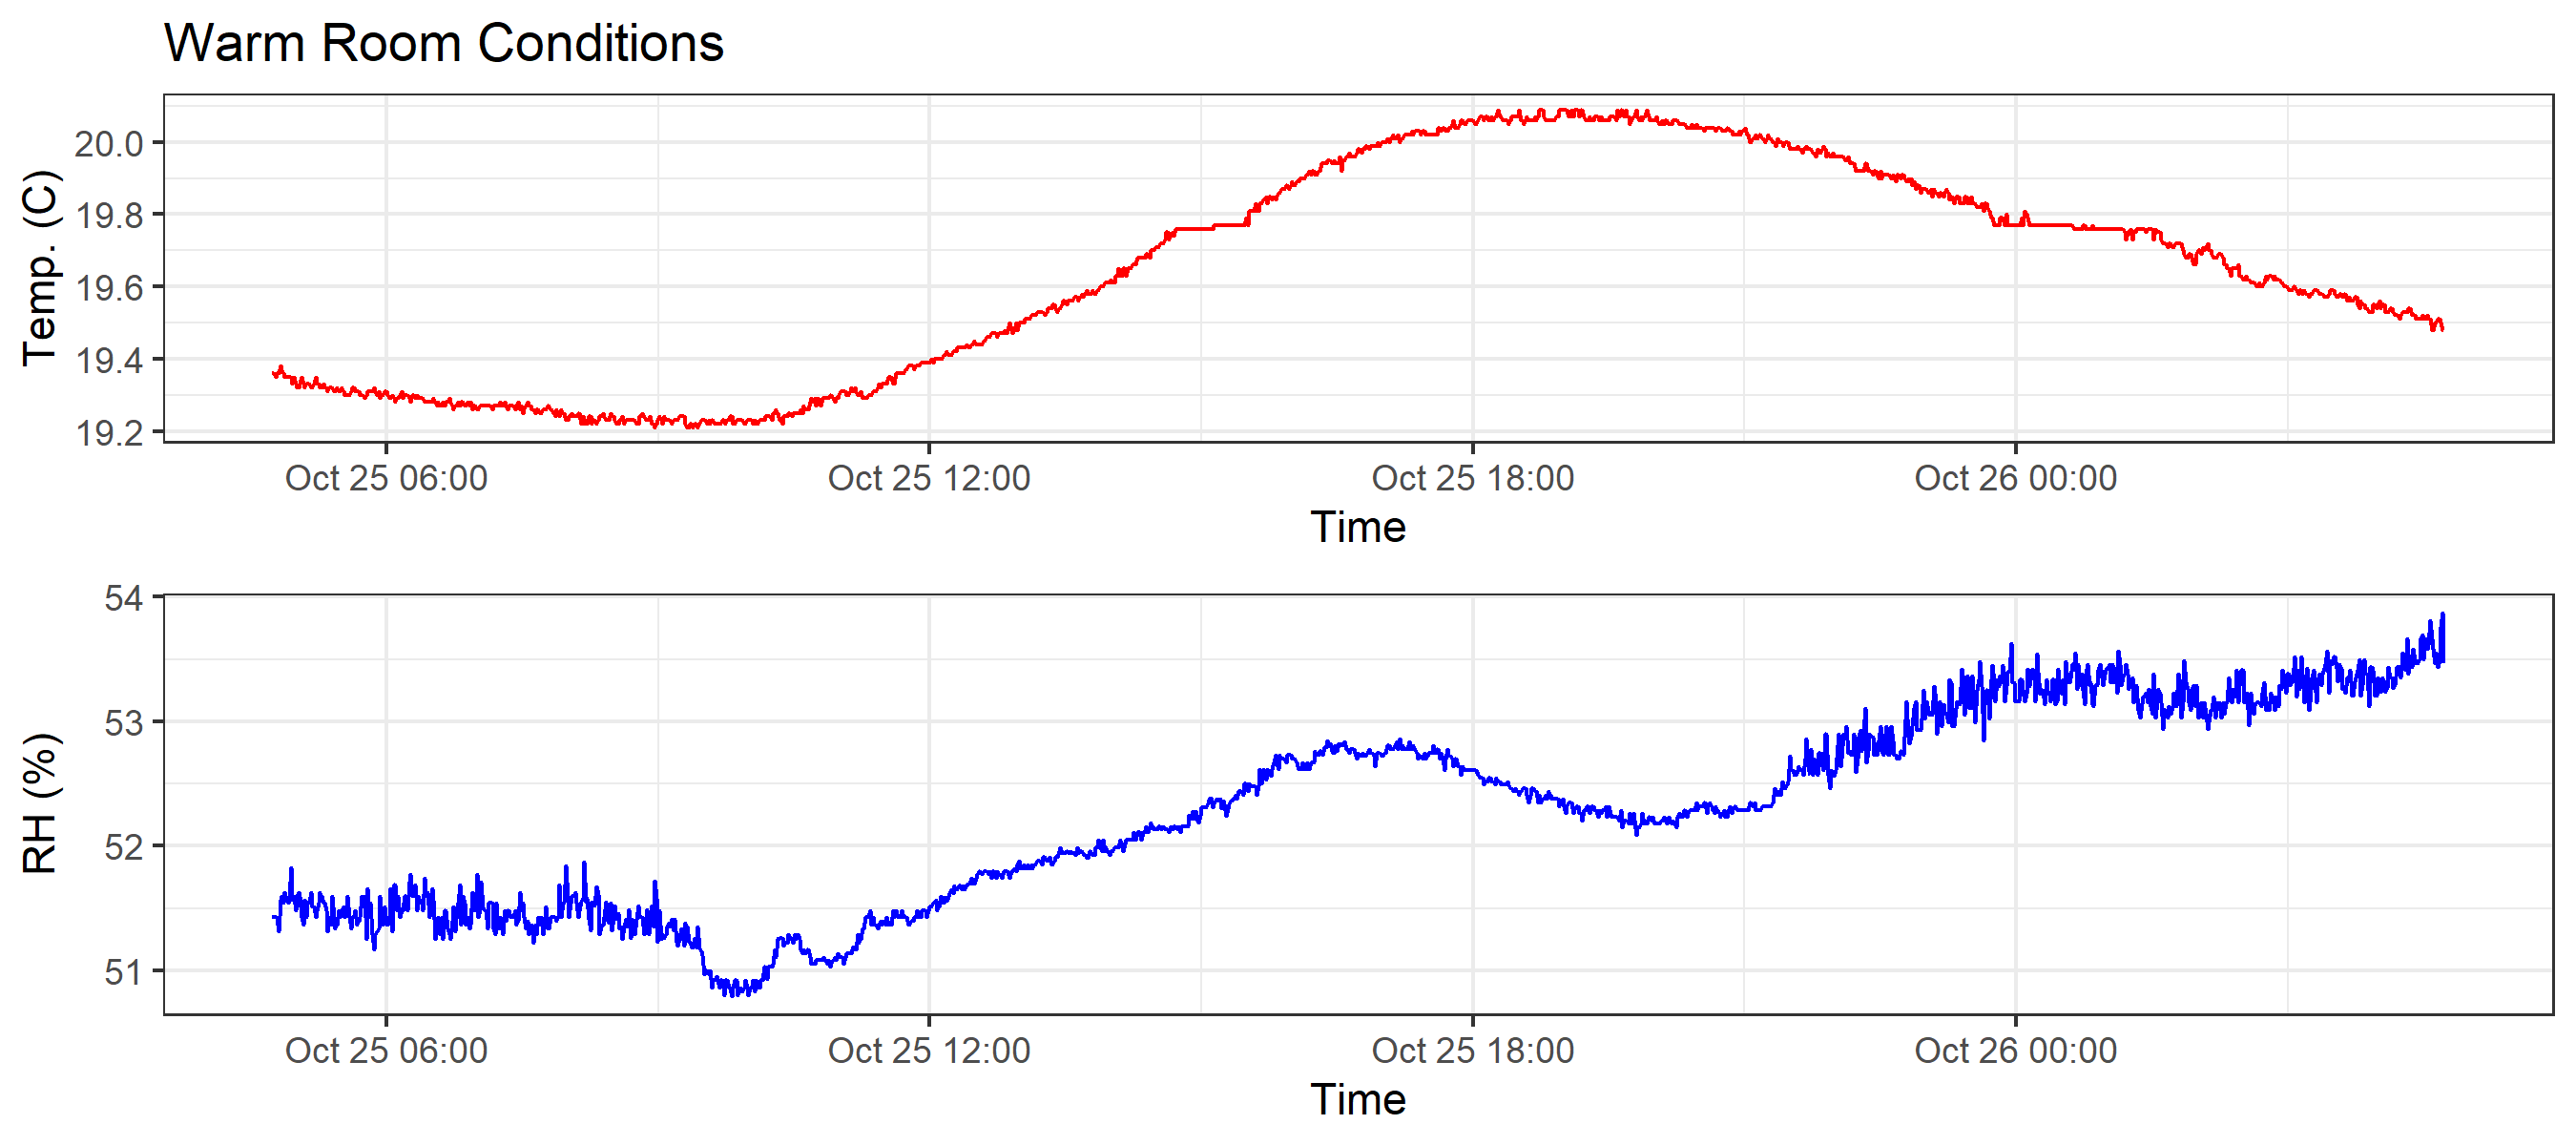 Warm Room Conditions
Temp. (C)
20.0
19.8
19.6
19.4
19.2
Oct 25 06:00 Oct 25 12:00 Oct 25 18:00 Oct 26 00:00
Time
RH (%)
54
53
52
51
Oct 25 06:00 Oct 25 12:00 Oct 25 18:00 Oct 26 00:00
Time